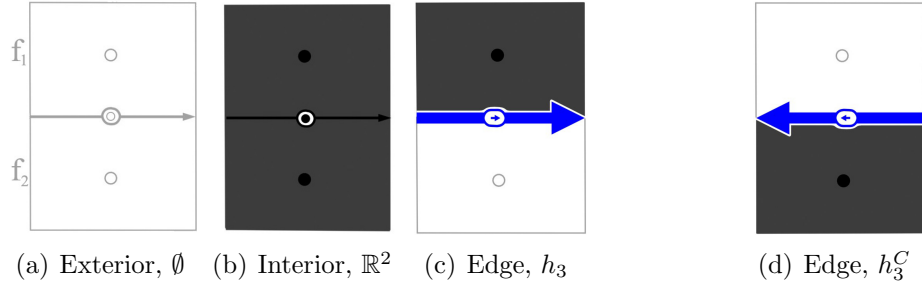 f₁
f₂
(a) Exterior, ∅ (b) Interior, ℝ² (c) Edge, h₃ (d) Edge, h₃ᶜ